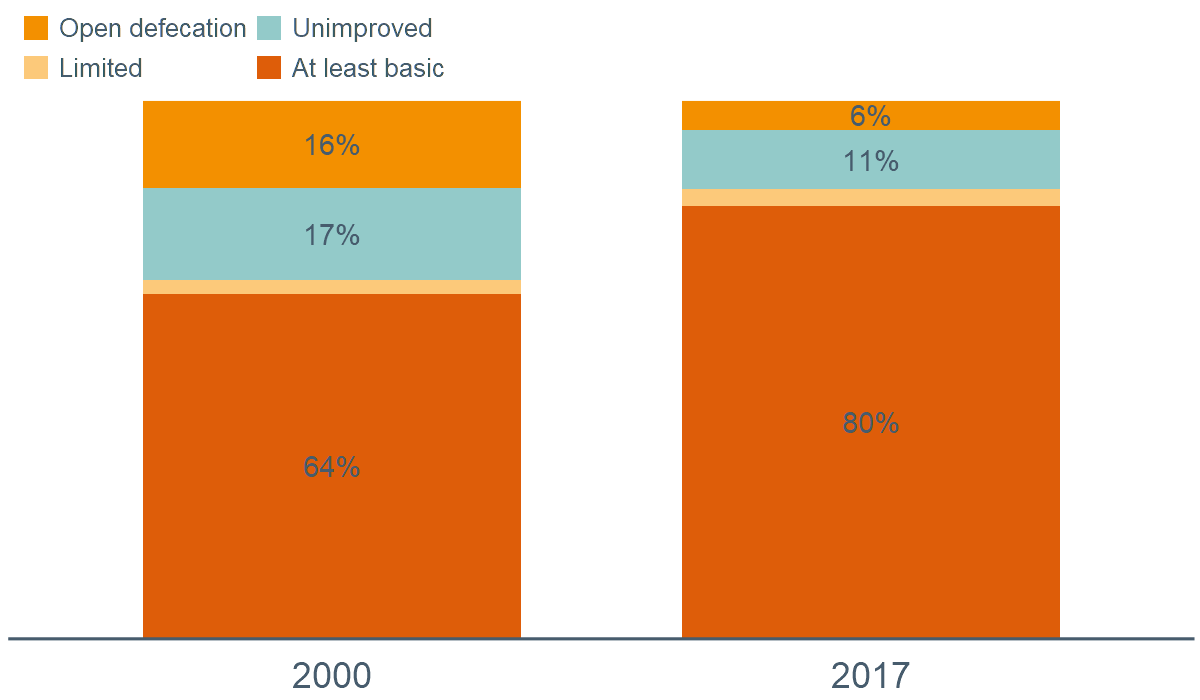 Open defecation Unimproved
Limited At least basic
16% 6%
17% 11%
64% 80%
2000 2017